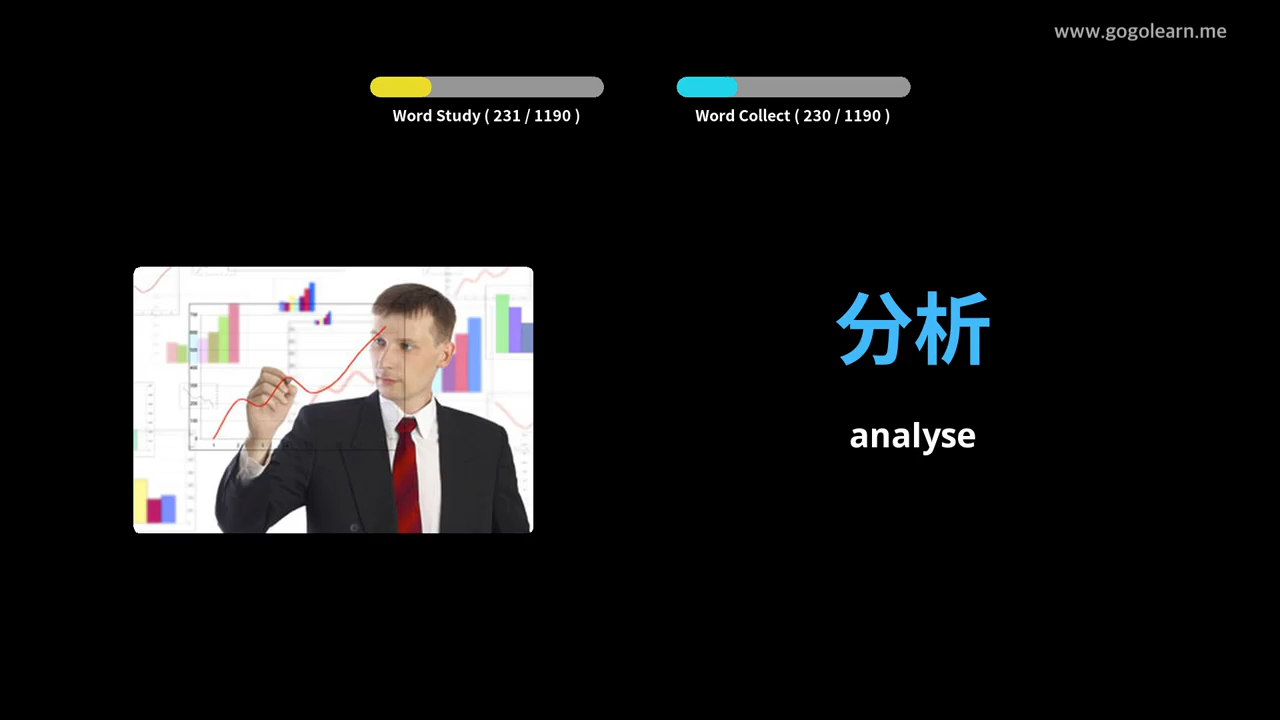 www.gogolearn.me
Word Study ( 231 / 1190 )
Word Collect ( 230 / 1190 )
分析
analyse